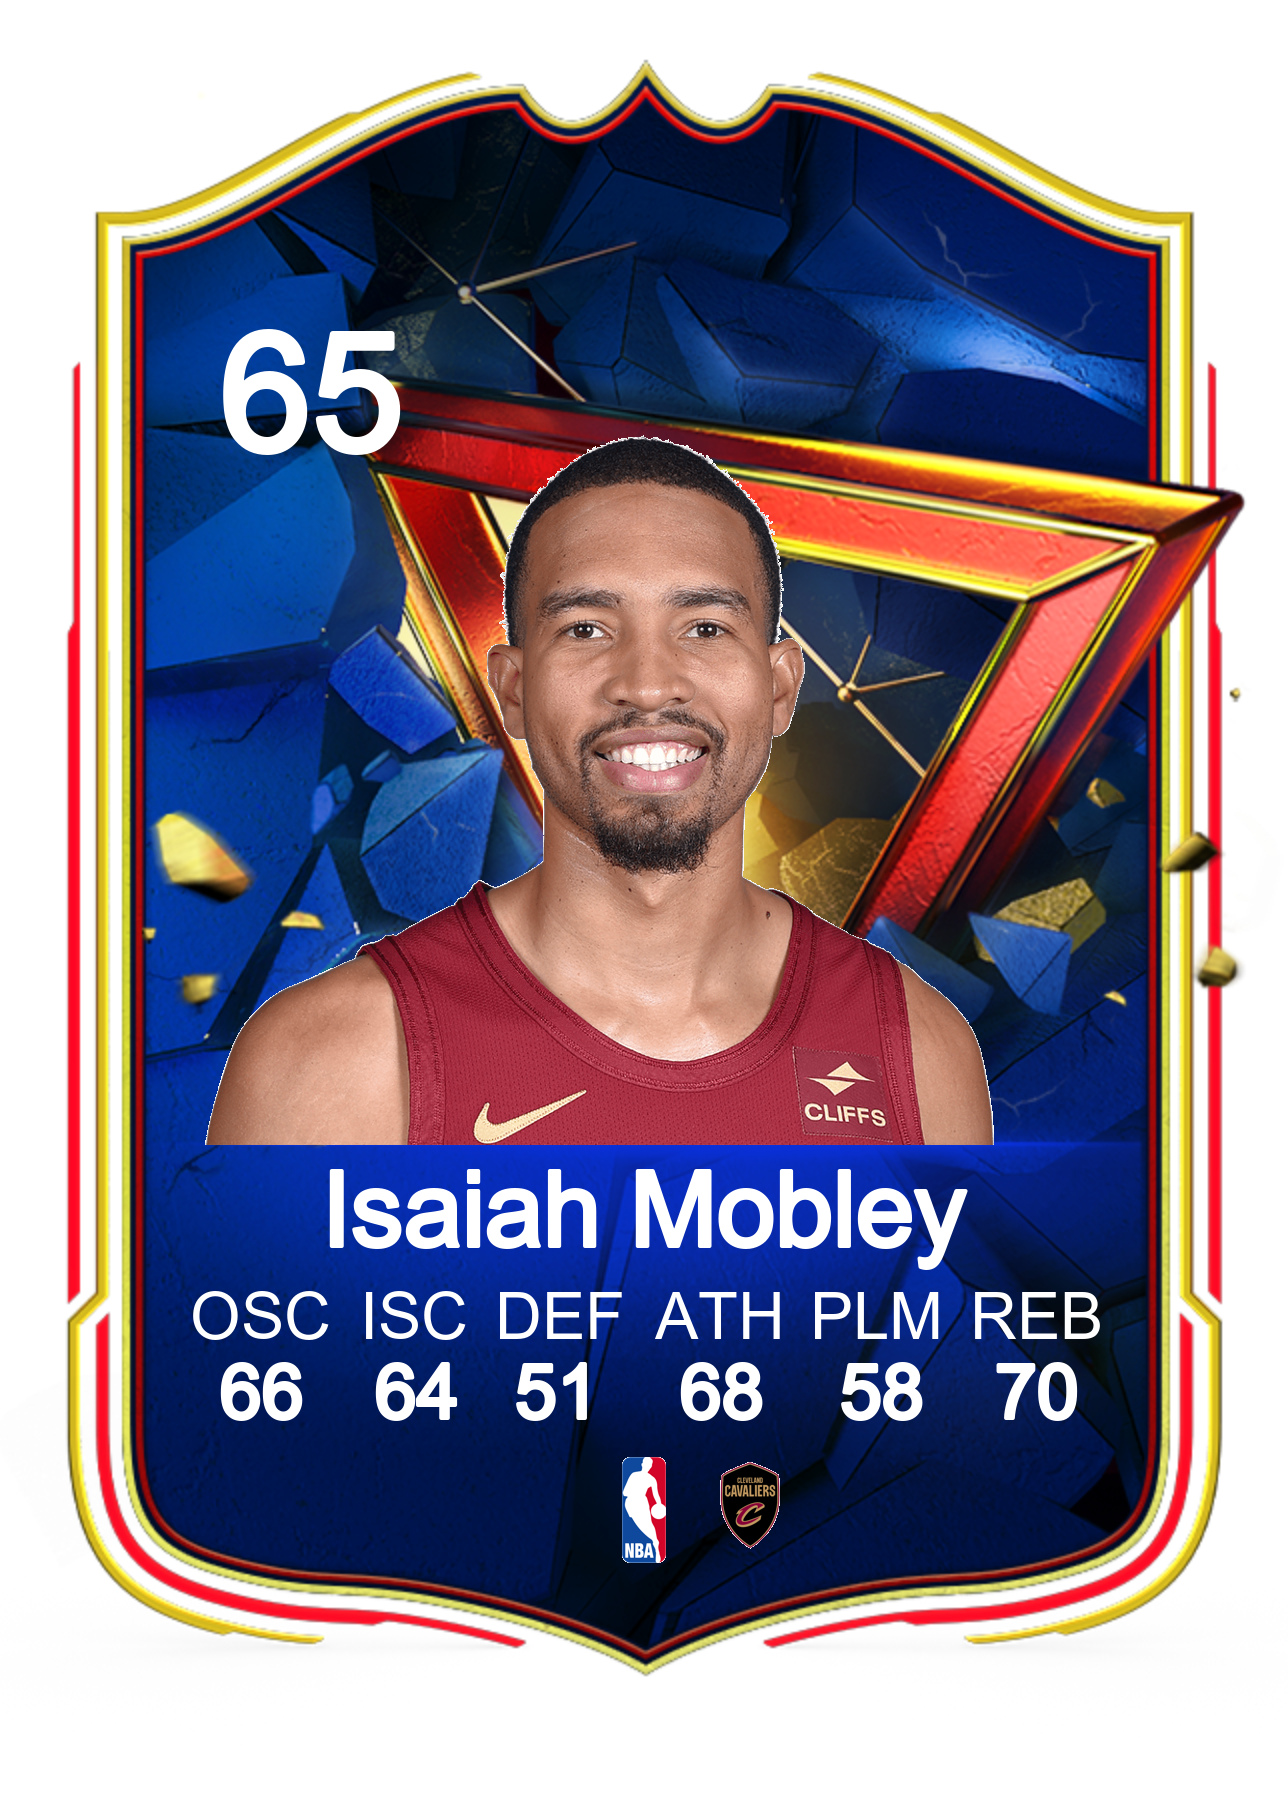 65
CLIFFS
Isaiah Mobley
OSC ISC DEF ATH PLM REB
66 64 51 68 58 70
NBA
CLEVELAND
CAVALIERS
C